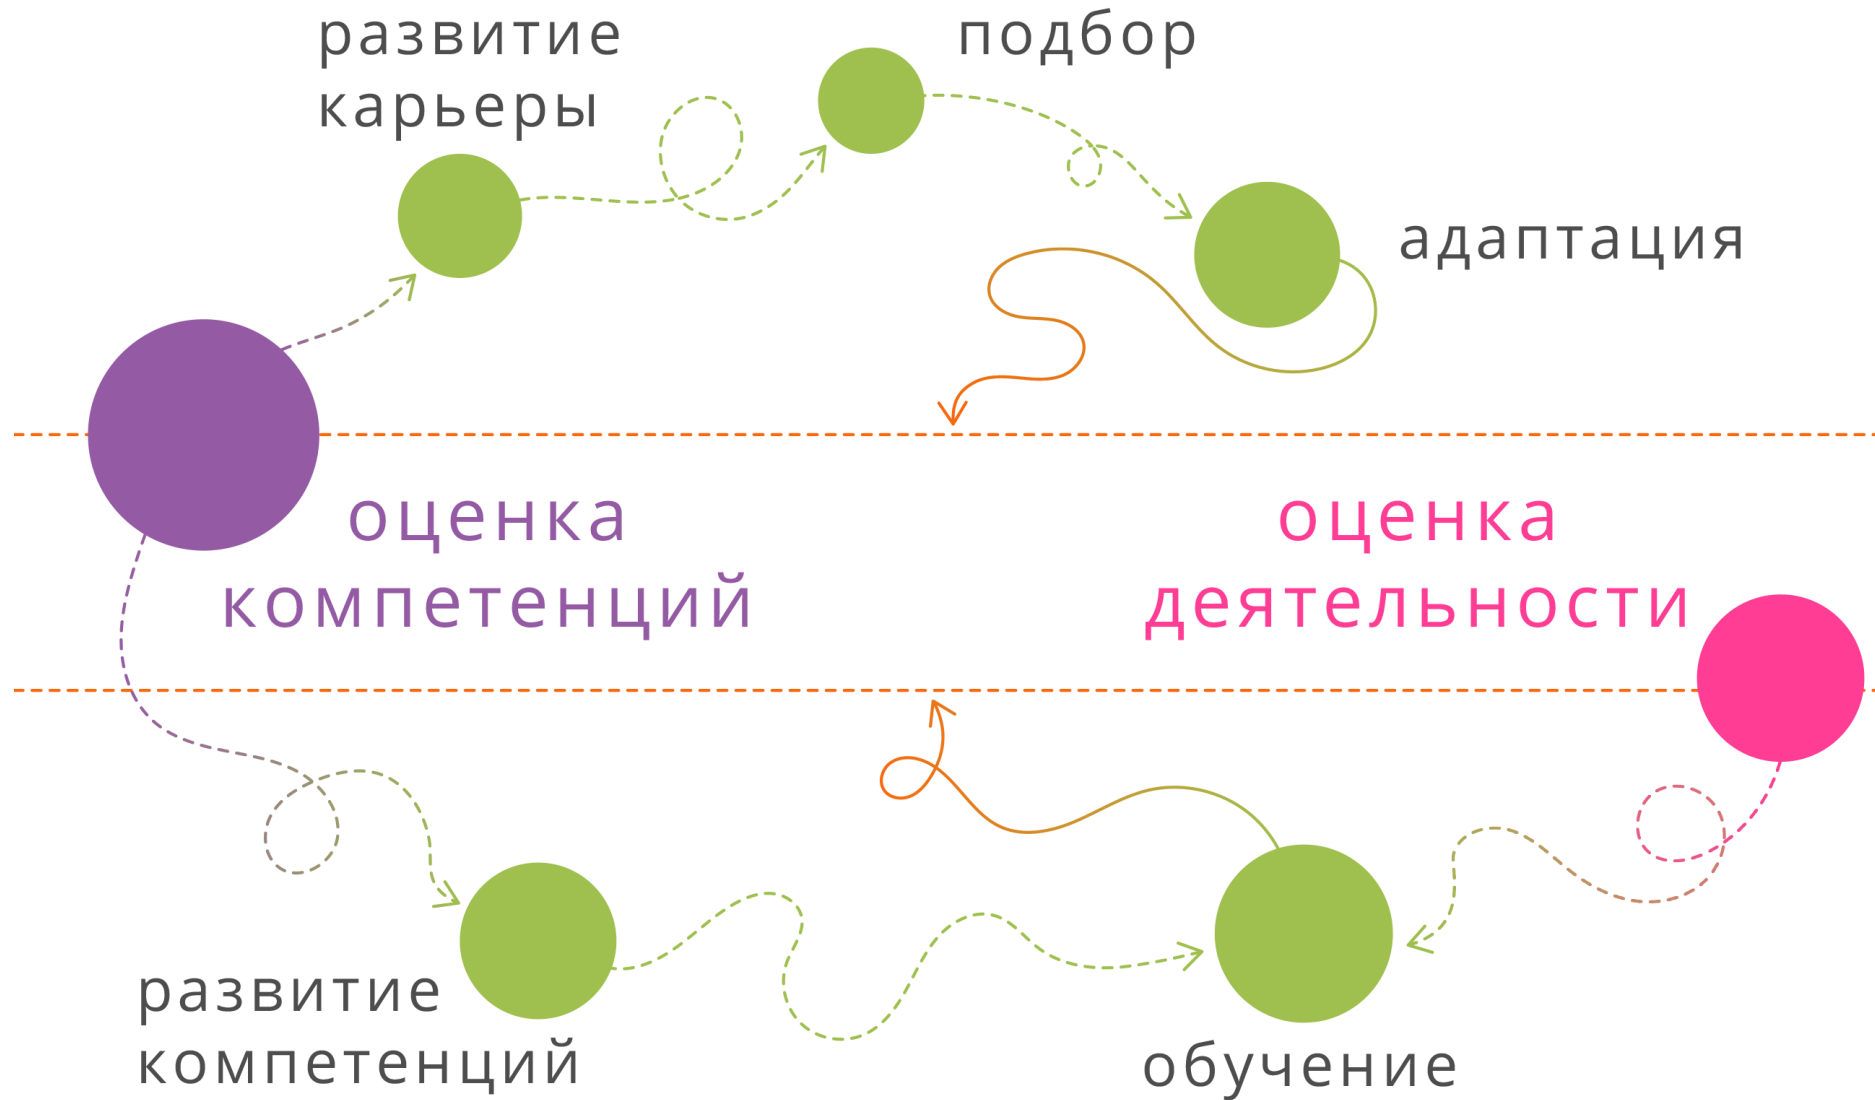 развитие
карьеры
подбор
адаптация
оценка
компетенций
оценка
деятельности
развитие
компетенций
обучение